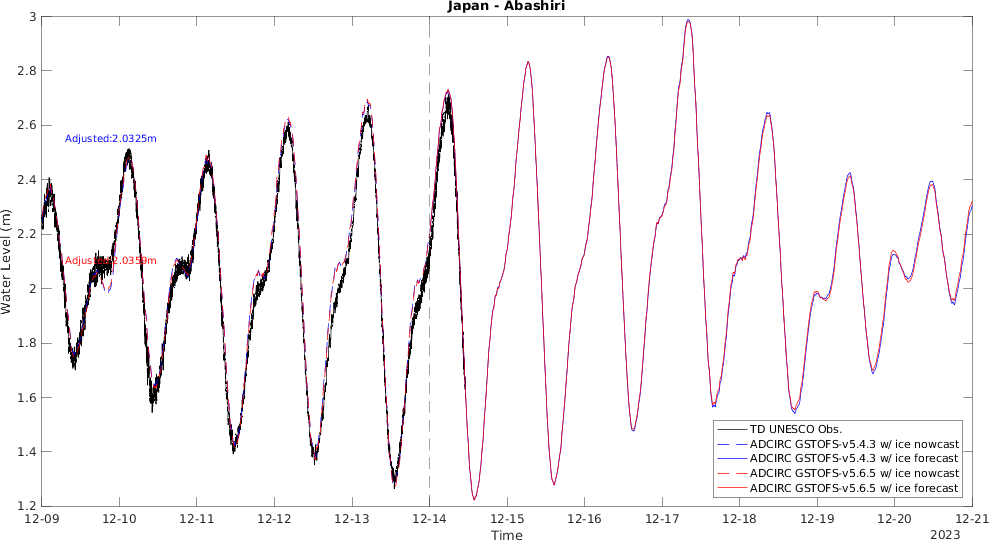 Japan - Abashiri
3
2.8
2.6
2.4
2.2
2
1.8
1.6
1.4
1.2
Water Level (m)
Adjusted:2.0325m
Adjusted:2.0359m
TD UNESCO Obs.
ADCIRC GSTOFS-v5.4.3 w/ ice nowcast
ADCIRC GSTOFS-v5.4.3 w/ ice forecast
ADCIRC GSTOFS-v5.6.5 w/ ice nowcast
ADCIRC GSTOFS-v5.6.5 w/ ice forecast
12-09 12-10 12-11 12-12 12-13 12-14 12-15 12-16 12-17 12-18 12-19 12-20 12-21
Time
2023